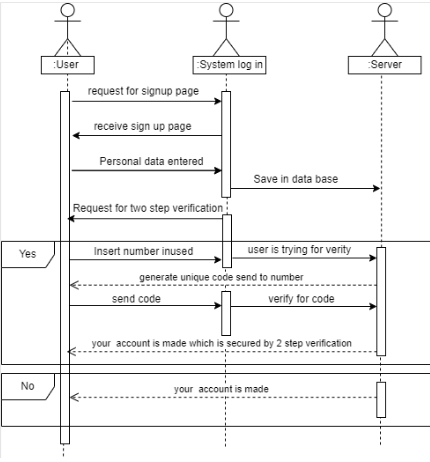 :User
:System log in
:Server
request for signup page
receive sign up page
Personal data entered
Save in data base
Request for two step verification
Yes
Insert number inused
user is trying for verity
generate unique code send to number
send code
verify for code
your account is made which is secured by 2 step verification
No
your account is made